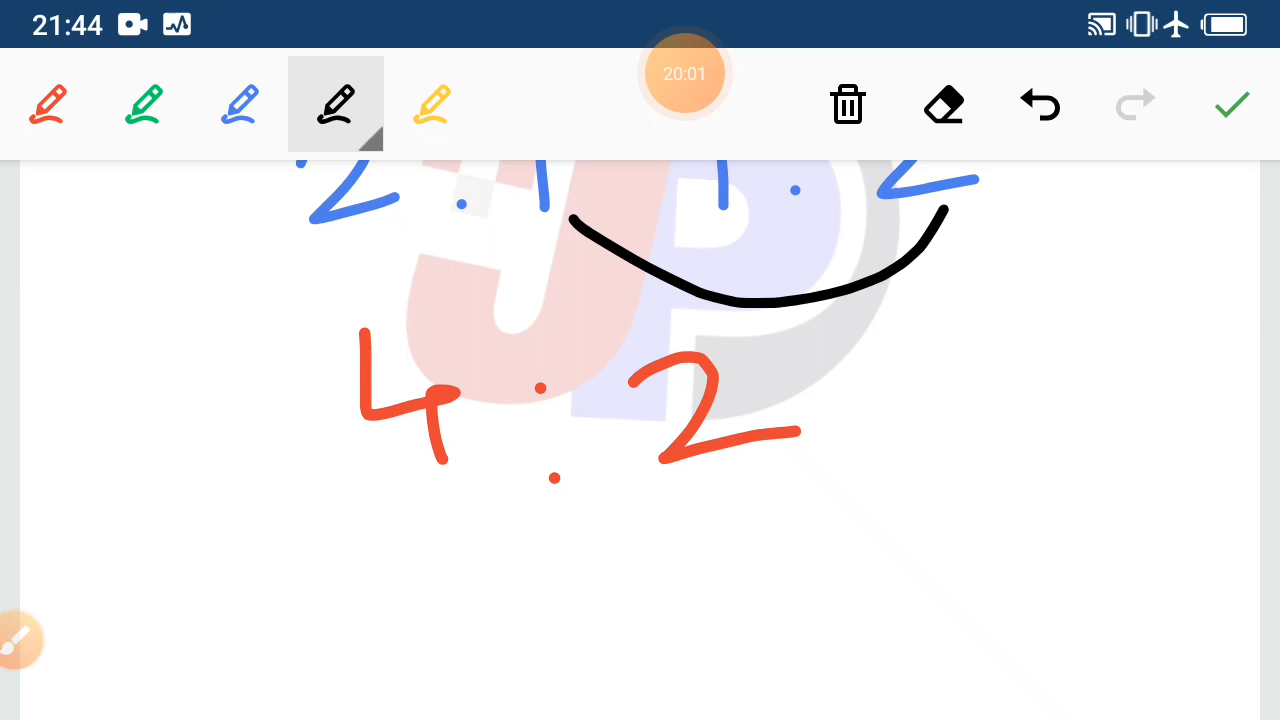 21:44
20:01
2 : 1 1 : 2
4 : 2